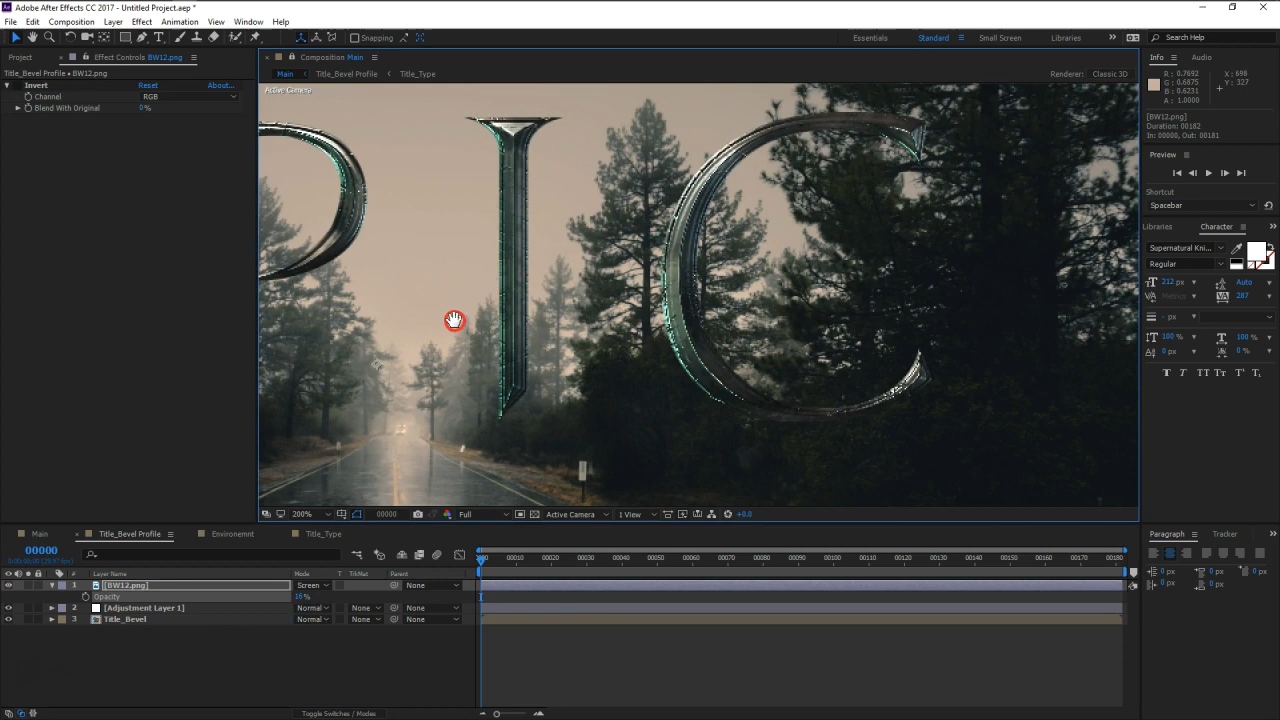 Adobe After Effects CC 2017 - Untitled Project.aep *
File Edit Composition Layer Effect Animation View Window Help
Snapping
Essentials Standard Small Screen Libraries Search Help
Project Effect Controls BW12.png
Title_Bevel Profile • BW12.png
Invert Reset About...
Channel RGB
Blend With Original 0%
Composition Main
Main Title_Bevel Profile Title_Type
Renderer: Classic 3D
Active Camera
P I C
200% 00000 Full Active Camera 1 View +0.0
Info Audio
R : 0.7692
G : 0.6875
B : 0.6231
A : 1.0000
X : 698
Y : 327
[BW12.png]
Duration: 00182
In: 00000, Out: 00181
Preview
Shortcut
Spacebar
Libraries Character
Supernatural Kni...
Regular
212 px Auto
Metrics 287
- px
100 % 100 %
0 px 0 %
Main Title_Bevel Profile Environemnt Title_Type
00000
# Layer Name Mode T TrkMat Parent
1 [BW12.png] Screen None
Opacity 16%
2 [Adjustment Layer 1] Normal None None
3 Title_Bevel Normal None None
00010 00020 00030 00040 00050 00060 00070 00080 00090 00100 00110 00120 00130 00140 00150 00160 00170 00180
Toggle Switches / Modes
Paragraph Tracker
0 px 0 px 0 px
0 px 0 px